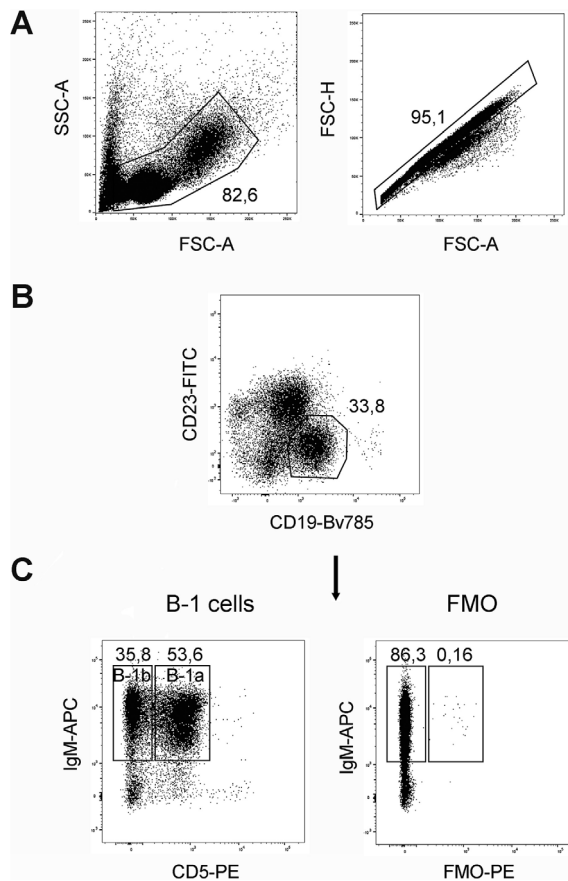 A
SSC-A
82,6
FSC-A
FSC-H
95,1
FSC-A
B
CD23-FITC
33,8
CD19-Bv785
C
B-1 cells
FMO
35,8 53,6
B-1b B-1a
IgM-APC
CD5-PE
86,3 0,16
IgM-APC
FMO-PE